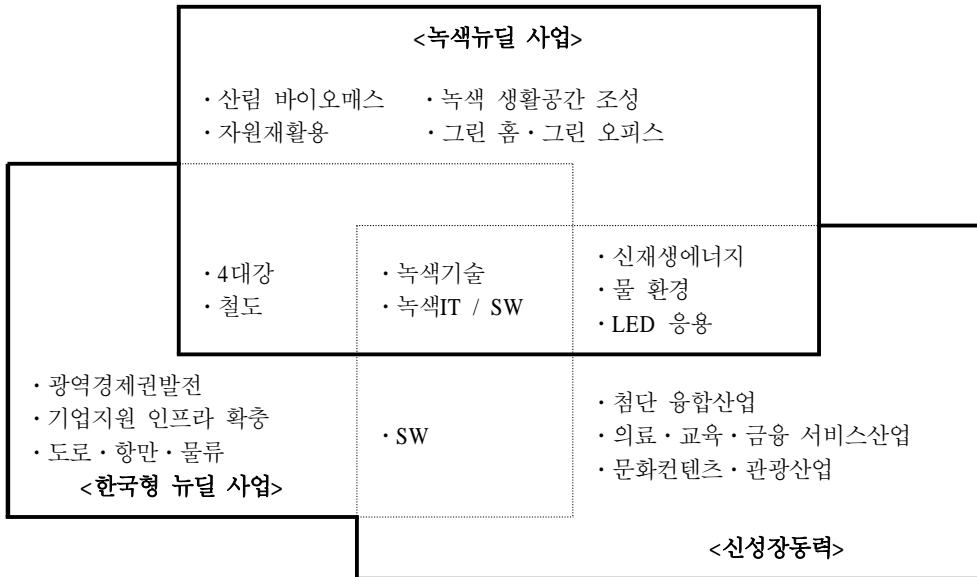 <녹색뉴딜 사업>
· 산림 바이오매스 · 녹색 생활공간 조성
· 자원재활용 · 그린 홈 · 그린 오피스
· 4대강
· 철도
· 녹색기술
· 녹색IT / SW
· 신재생에너지
· 물 환경
· LED 응용
· 광역경제권발전
· 기업지원 인프라 확충
· 도로 · 항만 · 물류
<한국형 뉴딜 사업>
· SW
· 첨단 융합산업
· 의료 · 교육 · 금융 서비스산업
· 문화컨텐츠 · 관광산업
<신성장동력>